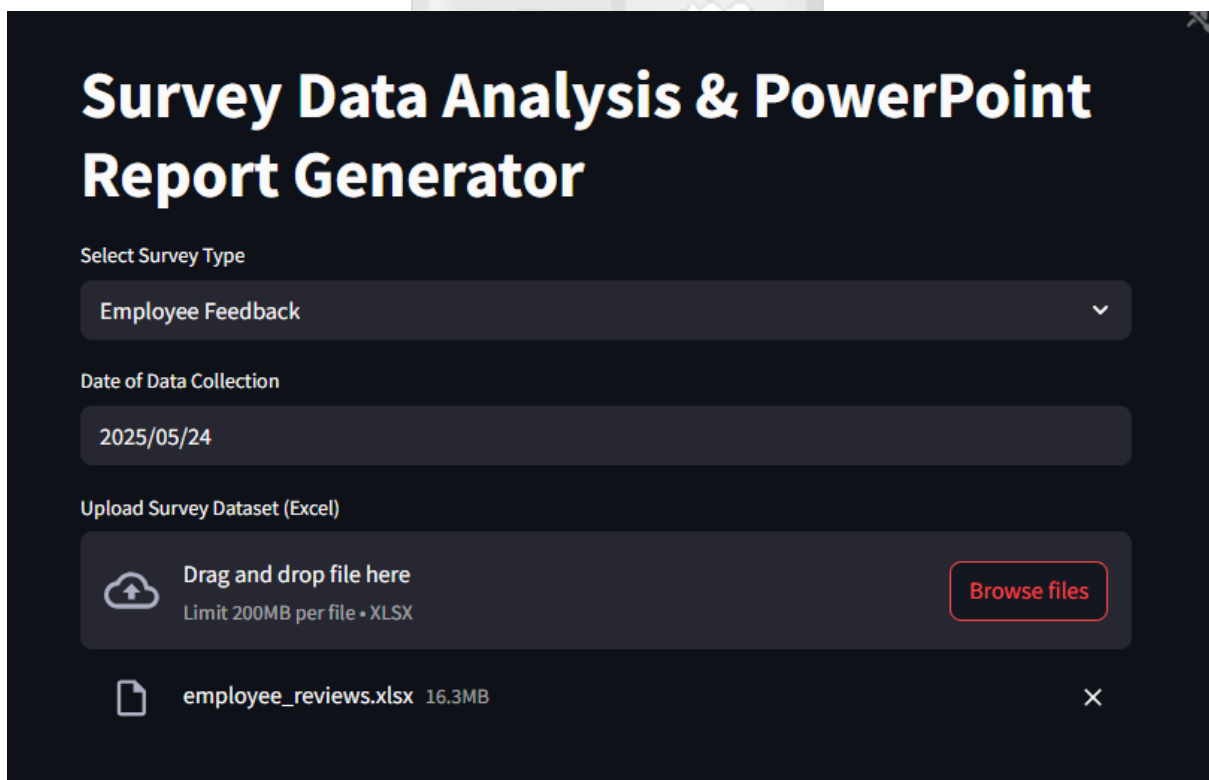 Survey Data Analysis & PowerPoint
Report Generator
Select Survey Type
Employee Feedback
Date of Data Collection
2025/05/24
Upload Survey Dataset (Excel)
Drag and drop file here
Limit 200MB per file • XLSX
Browse files
employee_reviews.xlsx 16.3MB